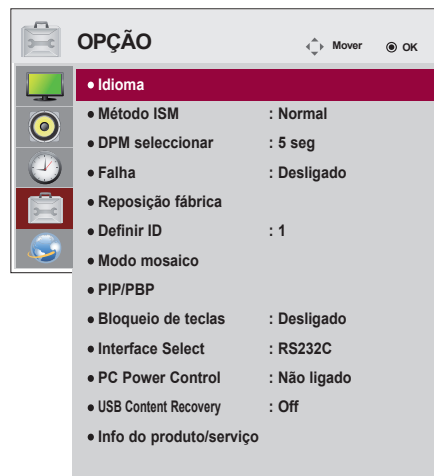 OPÇÃO Mover OK
• Idioma
• Método ISM : Normal
• DPM seleccionar : 5 seg
• Falha : Desligado
• Reposição fábrica
• Definir ID : 1
• Modo mosaico
• PIP/PBP
• Bloqueio de teclas : Desligado
• Interface Select : RS232C
• PC Power Control : Não ligado
• USB Content Recovery : Off
• Info do produto/serviço